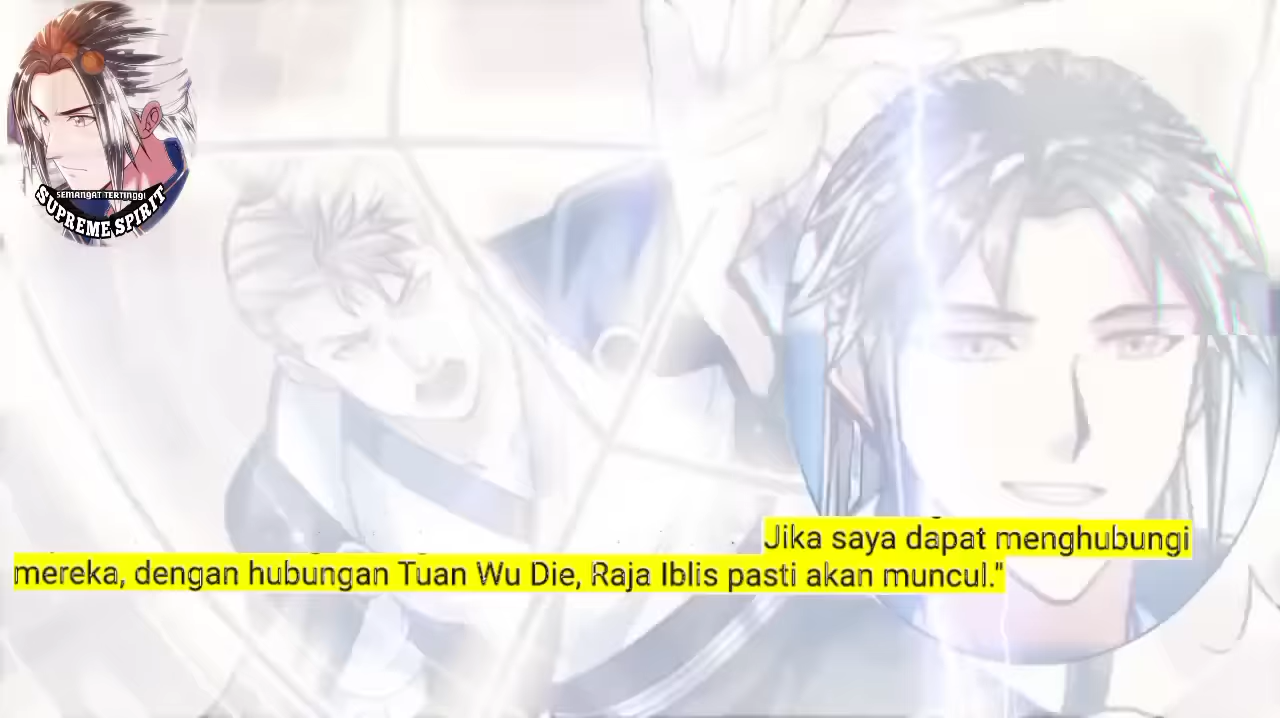 SEMANGAT TERTINGGI
SUPREME SPIRIT
Jika saya dapat menghubungi
mereka, dengan hubungan Tuan Wu Die, Raja Iblis pasti akan muncul."